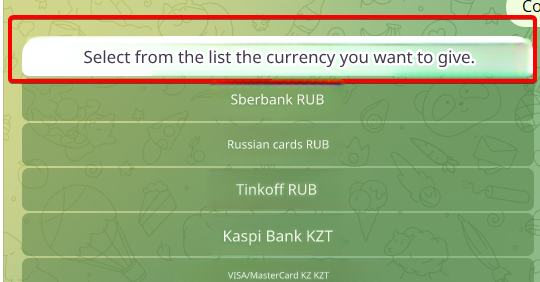 Co
Select from the list the currency you want to give.
Sberbank RUB
Russian cards RUB
Tinkoff RUB
Kaspi Bank KZT
VISA/MasterCard KZ KZT